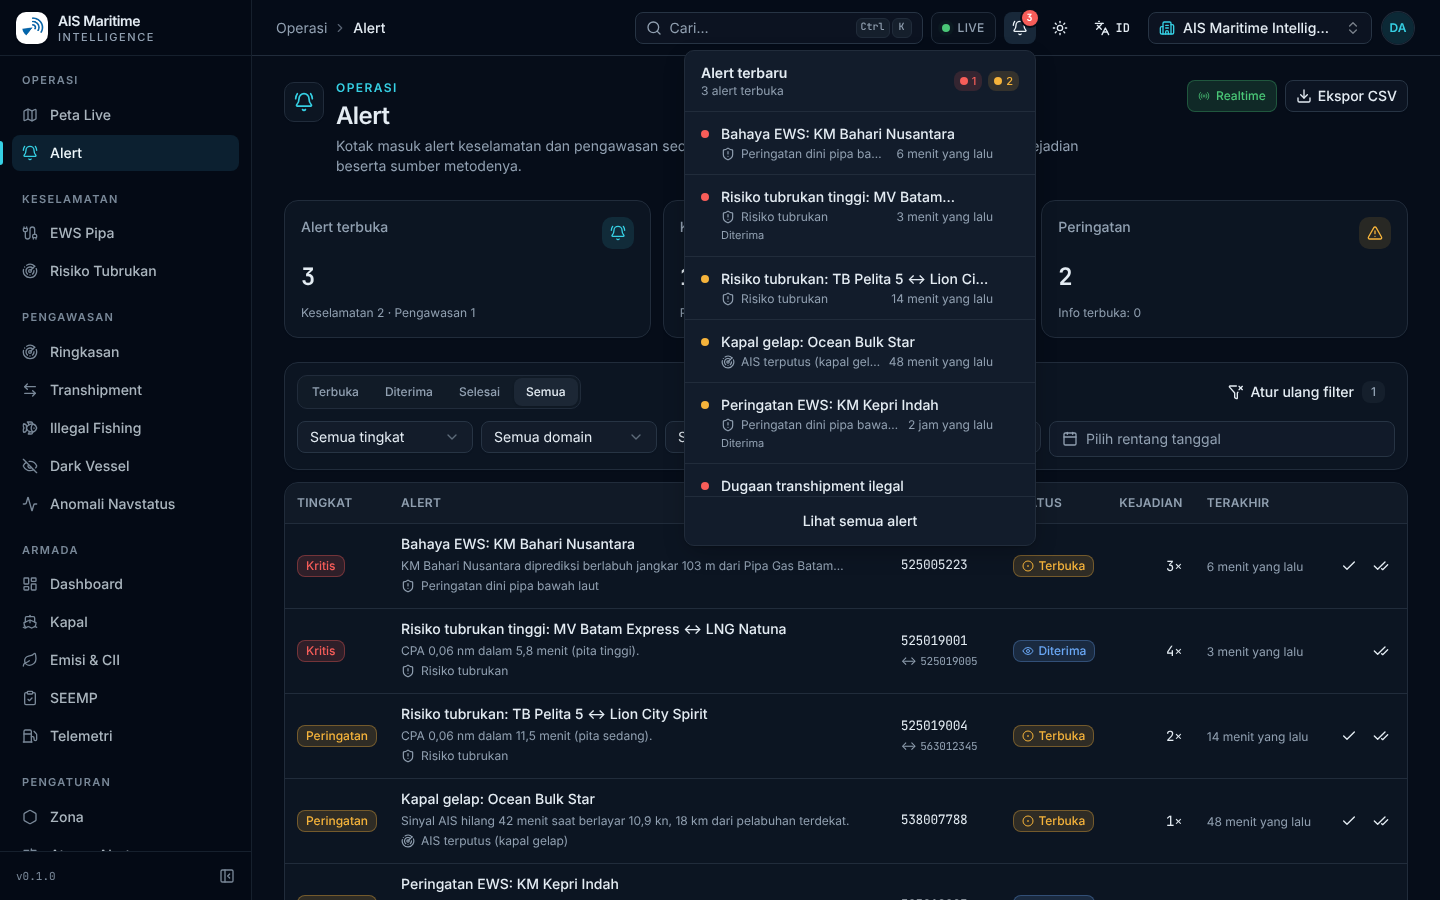 AIS Maritime
INTELLIGENCE
Operasi > Alert
Cari...
Ctrl K
LIVE
3
ID
AIS Maritime Intellig...
DA
OPERASI
Peta Live
Alert
KESELAMATAN
EWS Pipa
Risiko Tubrukan
PENGAWASAN
Ringkasan
Transhipment
Illegal Fishing
Dark Vessel
Anomali Navstatus
ARMADA
Dashboard
Kapal
Emisi & CII
SEEMP
Telemetri
PENGATURAN
Zona
v0.1.0
OPERASI
Alert
Kotak masuk alert keselamatan dan pengawasan
beserta sumber metodenya.
Realtime
Ekspor CSV
Alert terbuka
3
Keselamatan 2 · Pengawasan 1
Peringatan
2
Info terbuka: 0
Terbuka
Diterima
Selesai
Semua
Atur ulang filter 1
Semua tingkat
Semua domain
Pilih rentang tanggal
Alert terbaru
3 alert terbuka
1
2
Bahaya EWS: KM Bahari Nusantara
Peringatan dini pipa ba... 6 menit yang lalu
Risiko tubrukan tinggi: MV Batam...
Risiko tubrukan 3 menit yang lalu
Diterima
Risiko tubrukan: TB Pelita 5 ↔ Lion Ci...
Risiko tubrukan 14 menit yang lalu
Kapal gelap: Ocean Bulk Star
AIS terputus (kapal gel... 48 menit yang lalu
Peringatan EWS: KM Kepri Indah
Peringatan dini pipa bawa... 2 jam yang lalu
Diterima
Dugaan transhipment ilegal
Lihat semua alert
TINGKAT ALERT KEJADIAN TERAKHIR
Kritis
Bahaya EWS: KM Bahari Nusantara
KM Bahari Nusantara diprediksi berlabuh jangkar 103 m dari Pipa Gas Batam...
Peringatan dini pipa bawah laut
525005223
Terbuka
3×
6 menit yang lalu
Kritis
Risiko tubrukan tinggi: MV Batam Express ↔ LNG Natuna
CPA 0,06 nm dalam 5,8 menit (pita tinggi).
Risiko tubrukan
525019001
↔ 525019005
Diterima
4×
3 menit yang lalu
Peringatan
Risiko tubrukan: TB Pelita 5 ↔ Lion City Spirit
CPA 0,06 nm dalam 11,5 menit (pita sedang).
Risiko tubrukan
525019004
↔ 563012345
Terbuka
2×
14 menit yang lalu
Peringatan
Kapal gelap: Ocean Bulk Star
Sinyal AIS hilang 42 menit saat berlayar 10,9 kn, 18 km dari pelabuhan terdekat.
AIS terputus (kapal gelap)
538007788
Terbuka
1×
48 menit yang lalu
Peringatan EWS: KM Kepri Indah